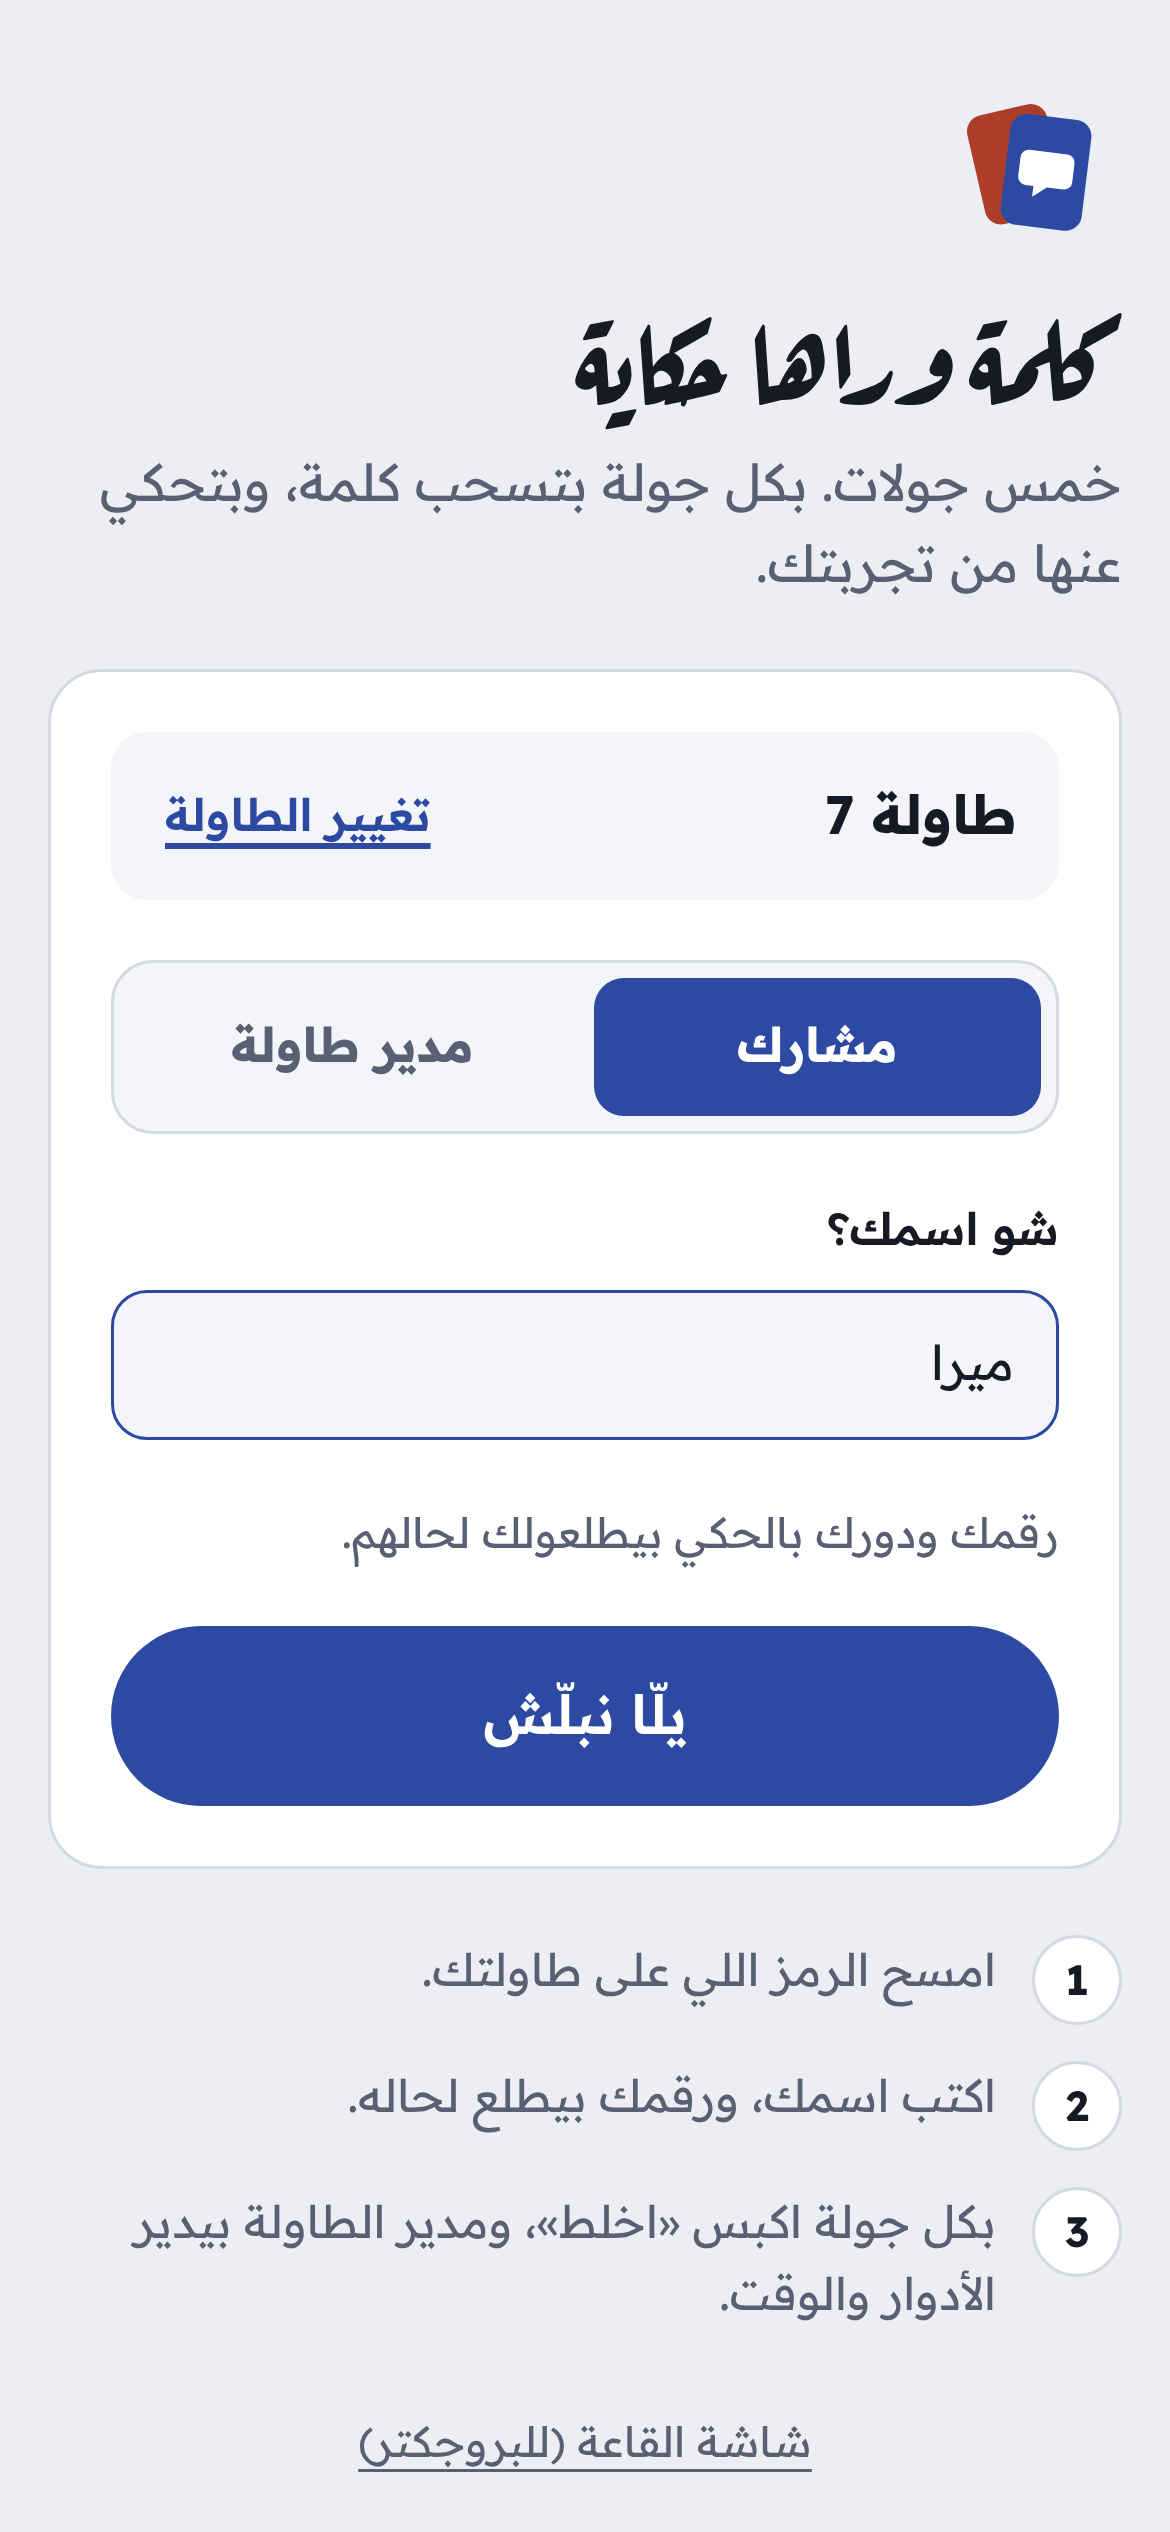 كلمة وراها حكاية
خمس جولات. بكل جولة بتسحب كلمة، وبتحكي
عنها من تجربتك.
طاولة 7
تغيير الطاولة
مشارك
مدير طاولة
شو اسمك؟
ميرا
رقمك ودورك بالحكي بيطلعولك لحالهم.
يلّا نبلّش
1 امسح الرمز اللي على طاولتك.
2 اكتب اسمك، ورقمك بيطلع لحاله.
3 بكل جولة اكبس «اخلط»، ومدير الطاولة بيدير
الأدوار والوقت.
شاشة القاعة (للبروجكتر)